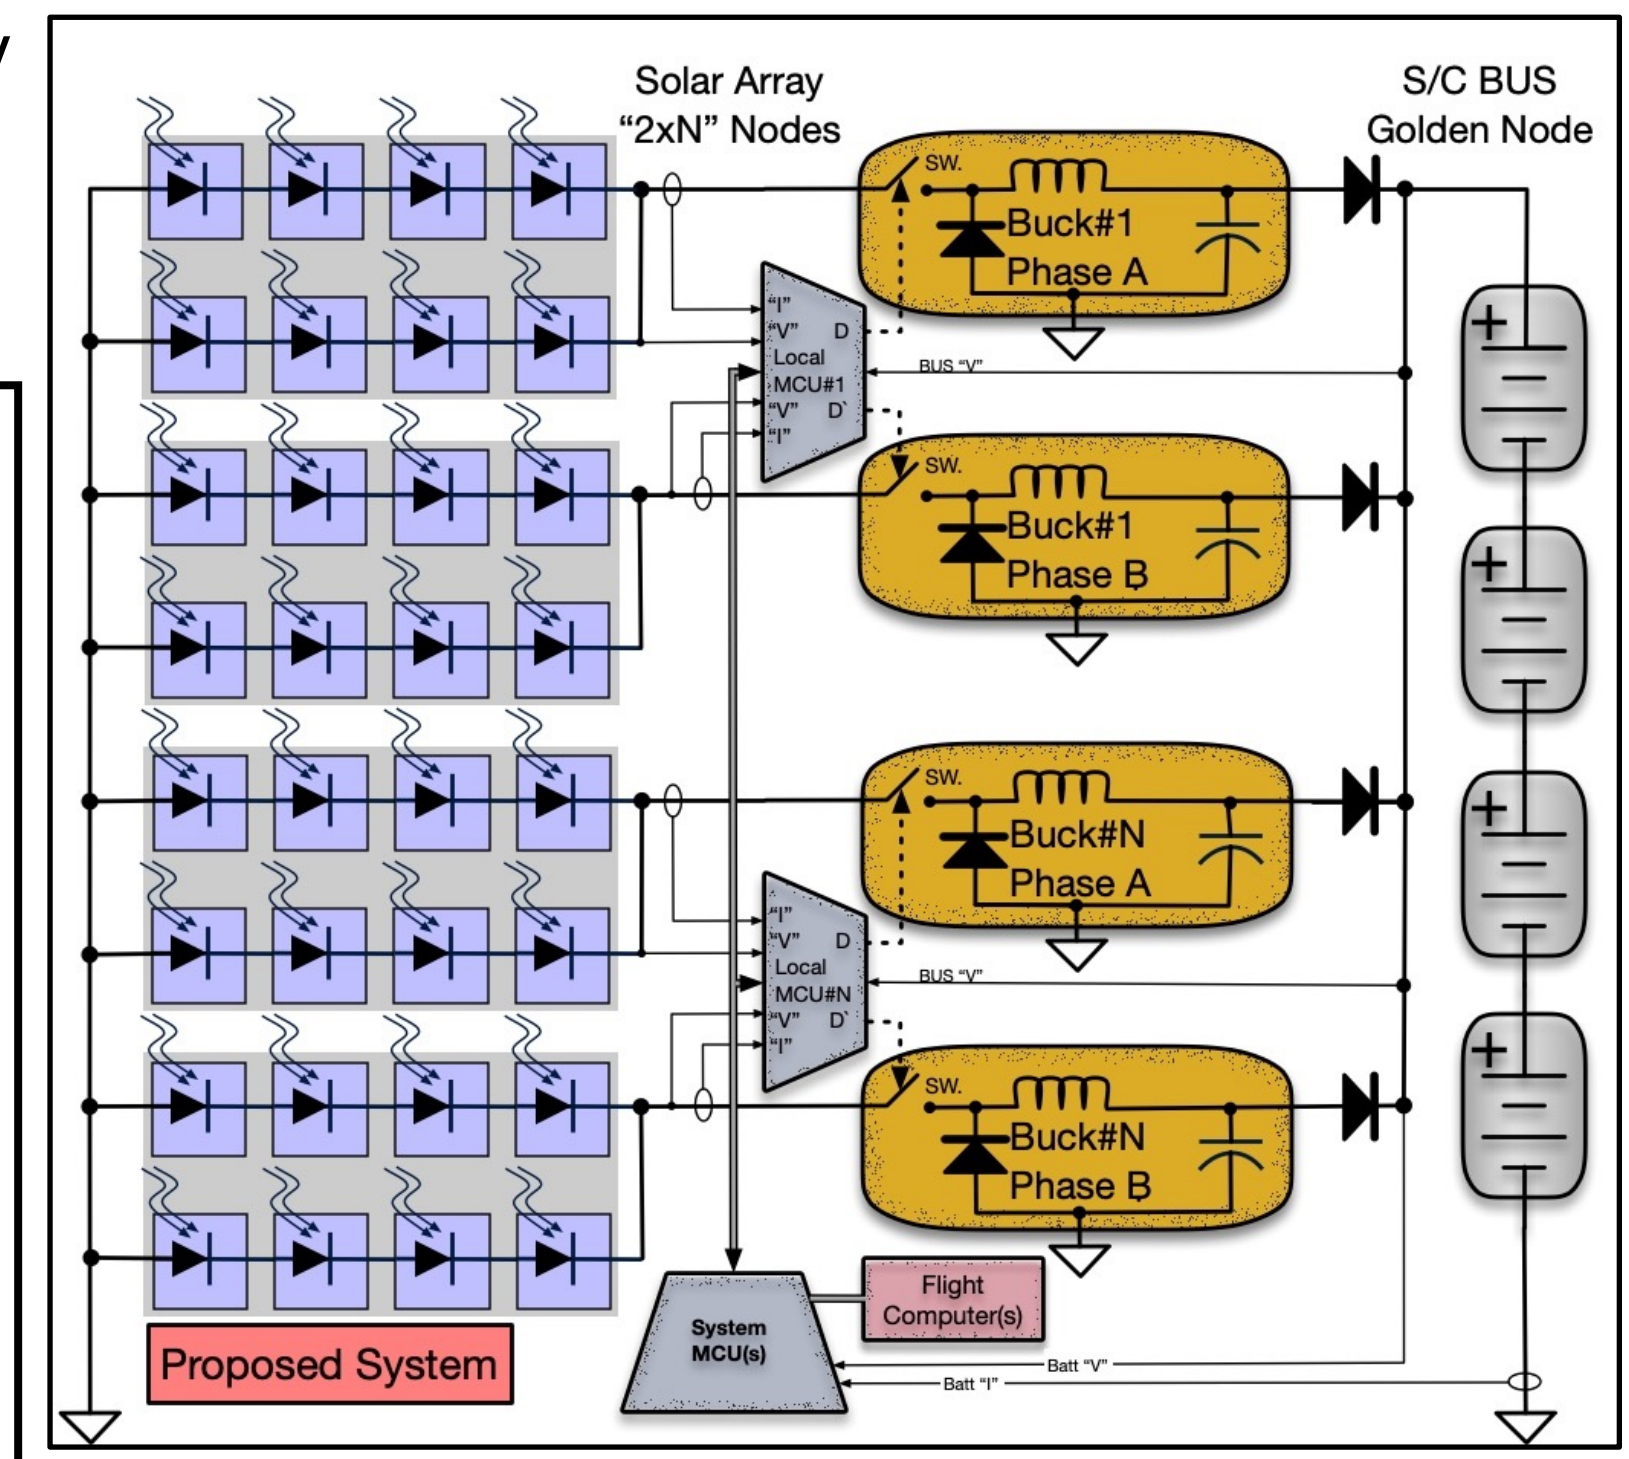 y
Solar Array
“2xN” Nodes
S/C BUS
Golden Node
SW.
Buck#1
Phase A
“I”
“V” D
Local
MCU#1
“V” D`
“I”
BUS “V”
SW.
Buck#1
Phase B
+
+
+
+
SW.
Buck#N
Phase A
“I”
“V” D
Local
MCU#N
“V” D`
“I”
BUS “V”
SW.
Buck#N
Phase B
System
MCU(s)
Flight
Computer(s)
Batt “V”
Batt “I”
Proposed System